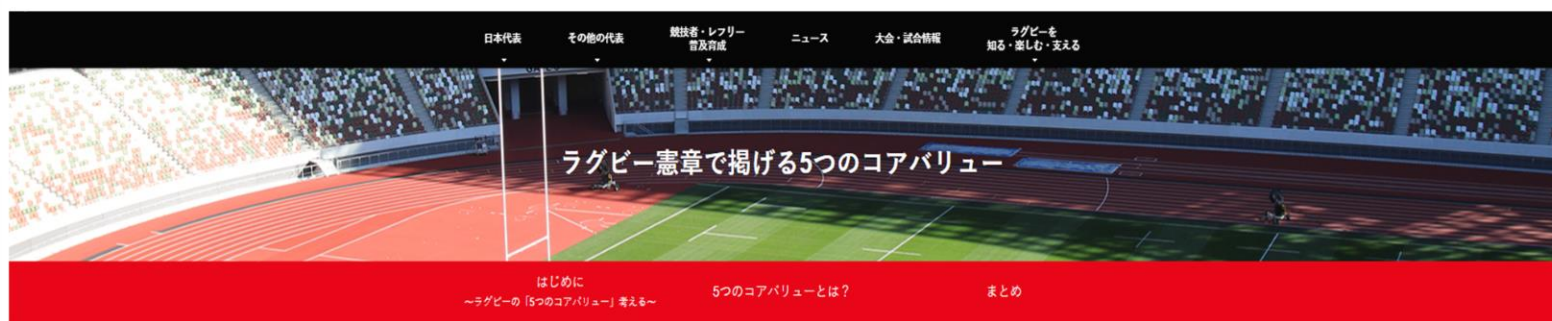 日本代表
その他の代表
競技者・レフリー
普及育成
ニュース
大会・試合情報
ラグビーを
知る・楽しむ・支える
ラグビー憲章で掲げる5つのコアバリュー
はじめに
～ラグビーの「5つのコアバリュー」考える～
5つのコアバリューとは？
まとめ